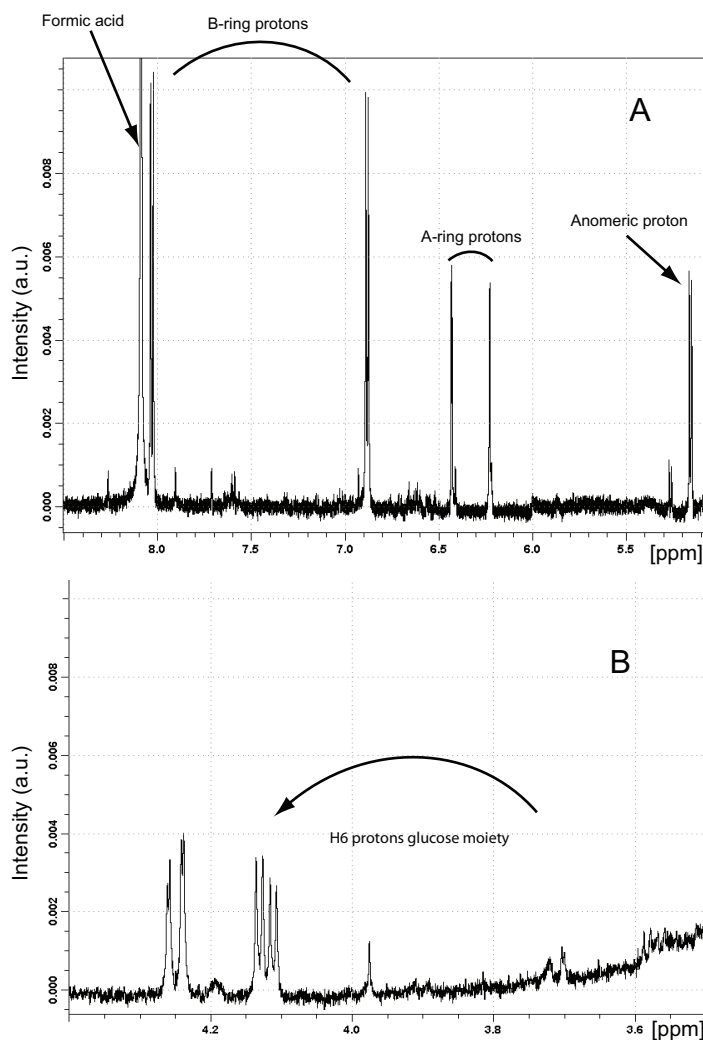 Formic acid
B-ring protons
A
A-ring protons
Anomeric proton
Intensity (a.u.)
0.008
0.006
0.004
0.002
0.000
8.0 7.5 7.0 6.5 6.0 5.5 [ppm]
B
H6 protons glucose moiety
Intensity (a.u.)
0.008
0.006
0.004
0.002
0.000
4.2 4.0 3.8 3.6 [ppm]